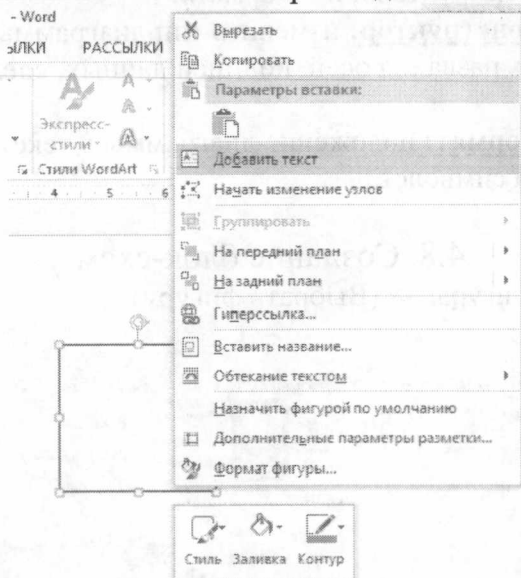 - Word
ЫЛКИ РАССЫЛКИ
Экспресс-
стили
Стили WordArt
4 5 6
Вырезать
Копировать
Параметры вставки:
Добавить текст
Начать изменение узлов
Группировать
На передний план
На задний план
Гиперссылка...
Вставить название...
Обтекание текстом
Назначить фигурой по умолчанию
Дополнительные параметры разметки...
Формат фигуры...
Стиль Заливка Контур